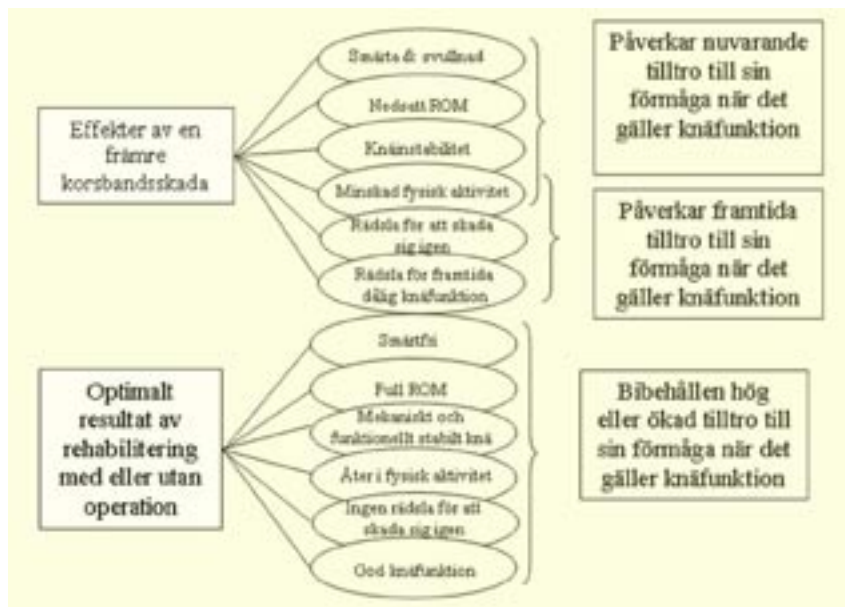 Effekter av en
främre
korsbandsskada
Smärta & svullnad
Nedsatt ROM
Knäinstabilitet
Minskad fysisk aktivitet
Rädsla för att skada
sig igen
Rädsla för framtida
dålig knäfunktion
Påverkar nuvarande
tilltro till sin
förmåga när det
gäller knäfunktion
Påverkar framtida
tilltro till sin
förmåga när det
gäller knäfunktion
Optimalt
resultat av
rehabilitering
med eller utan
operation
Smärtfri
Full ROM
Mekaniskt och
funktionellt stabilt knä
Åter i fysisk aktivitet
Ingen rädsla för att
skada sig igen
God knäfunktion
Bibehållen hög
eller ökad tilltro till
sin förmåga när det
gäller knäfunktion